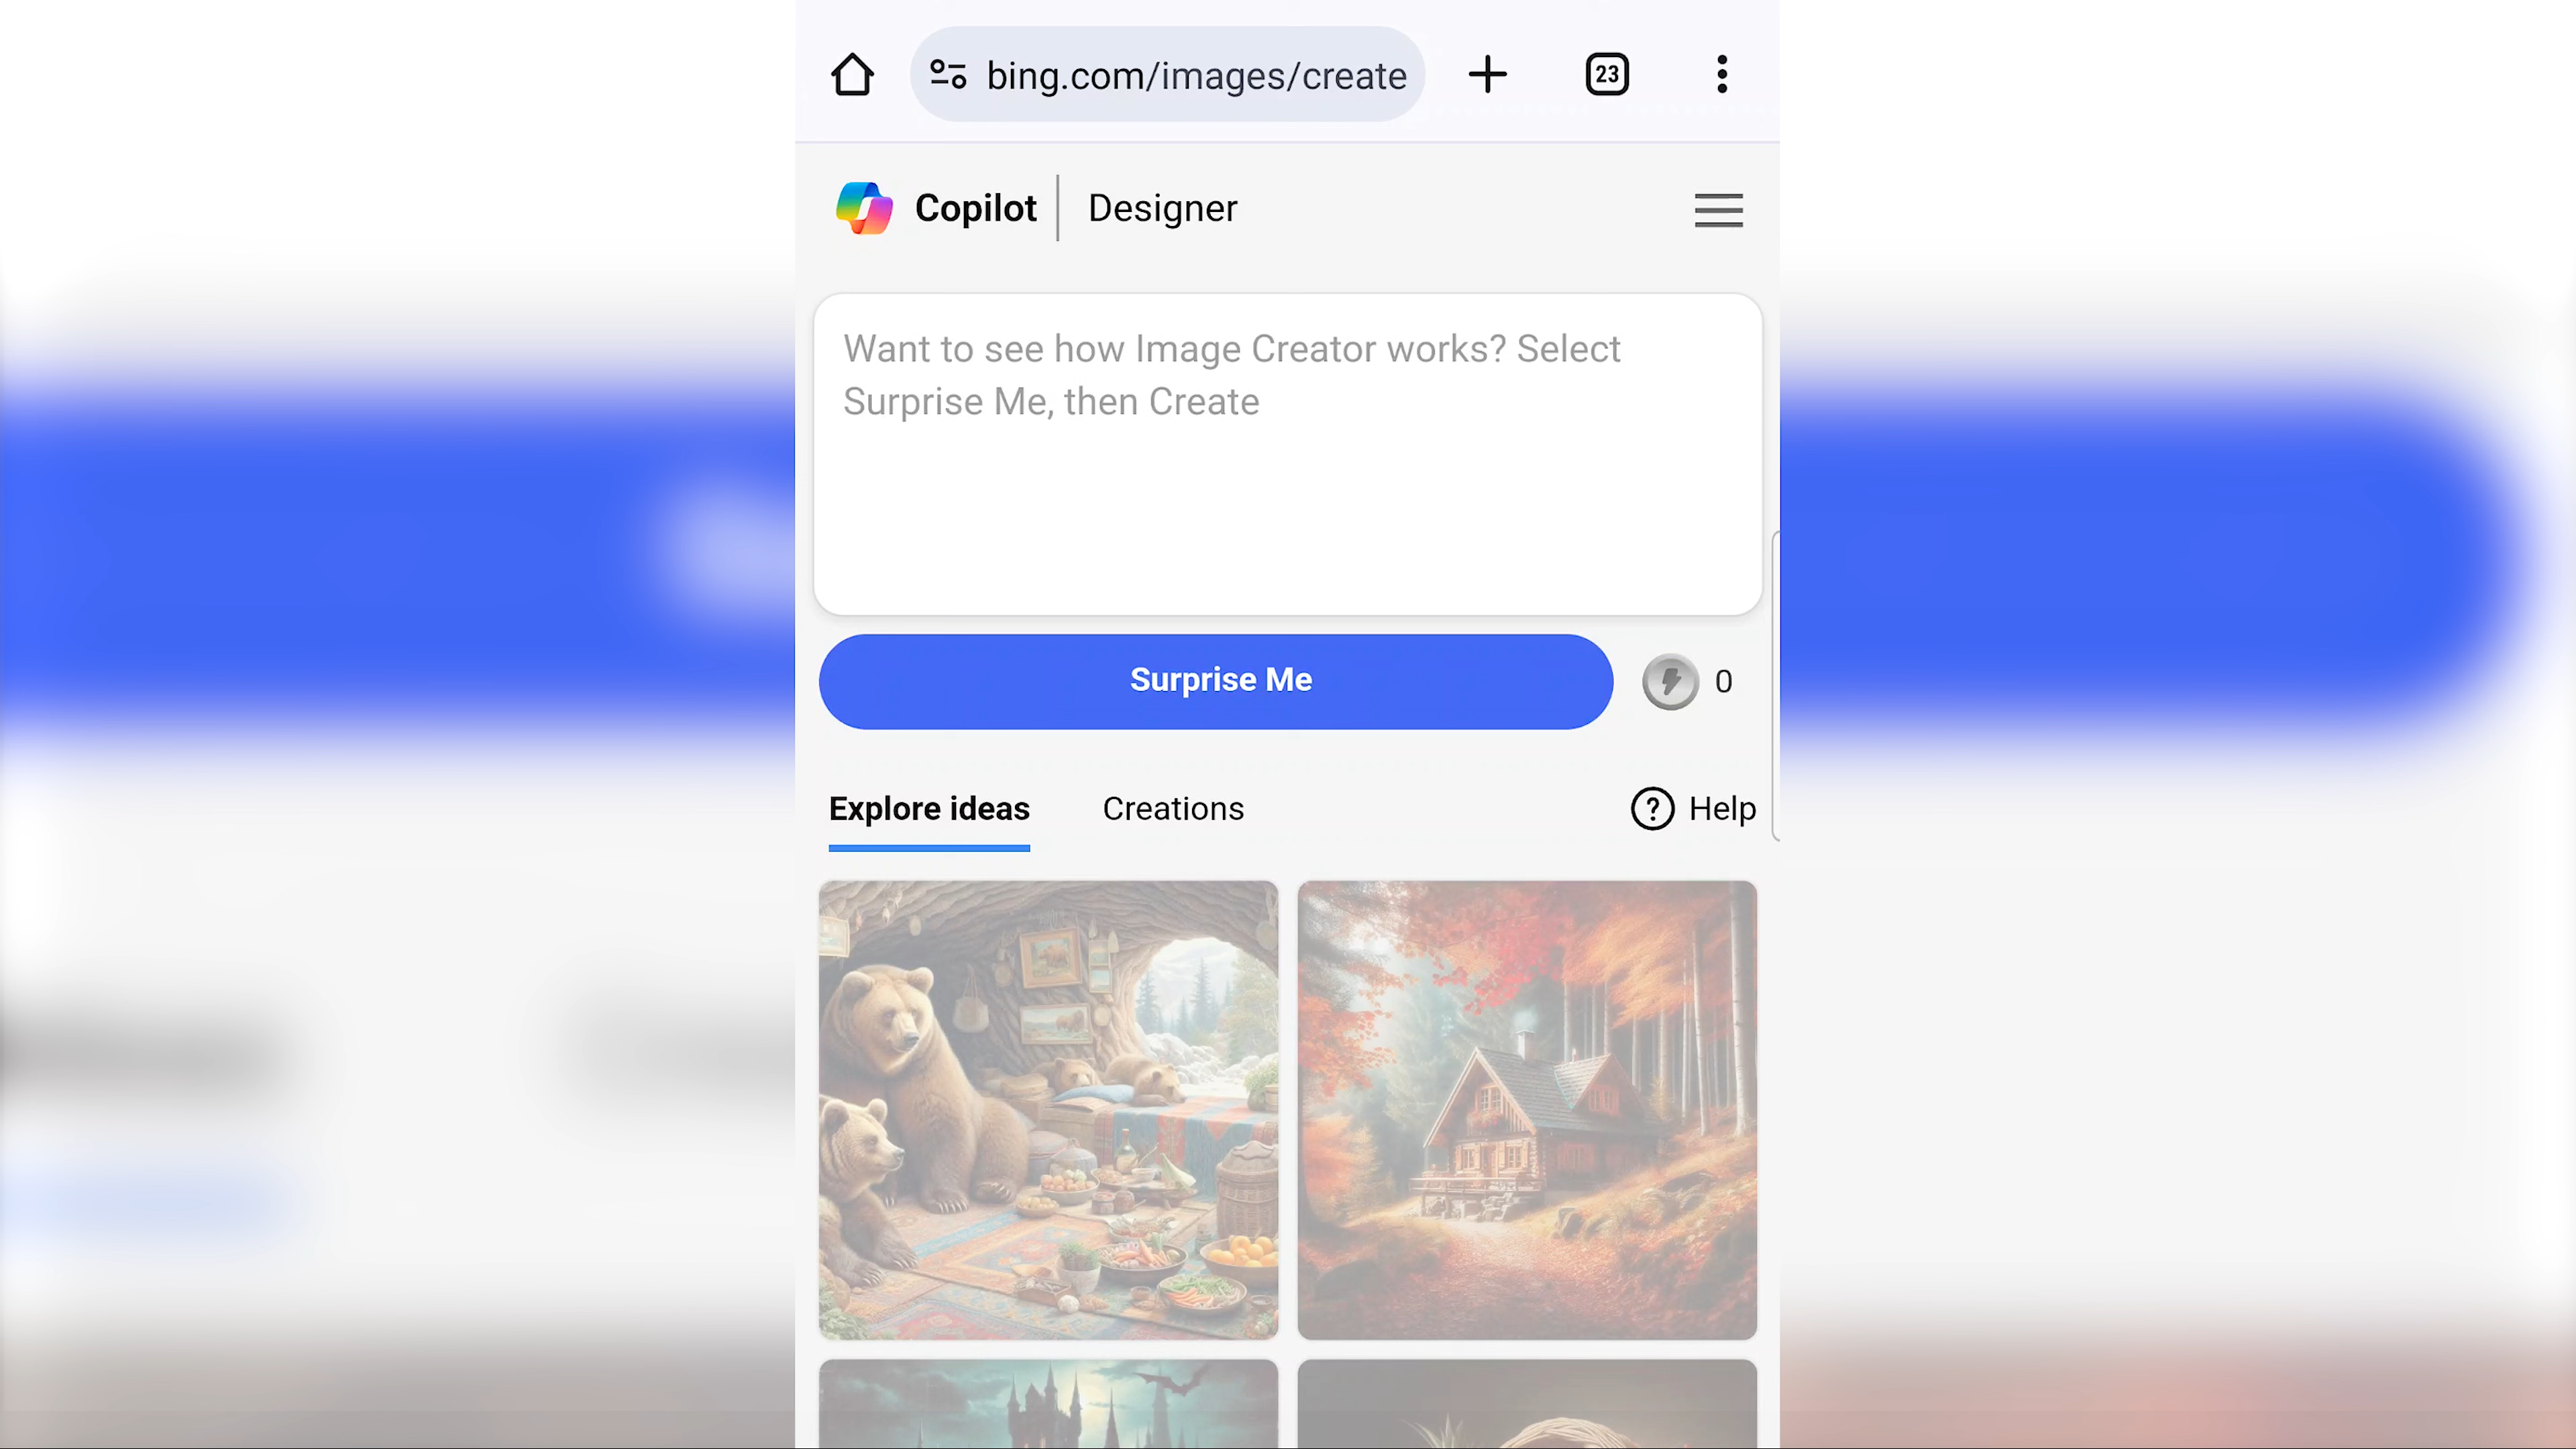 bing.com/images/create
23
Copilot | Designer
Want to see how Image Creator works? Select
Surprise Me, then Create
Surprise Me
0
Explore ideas
Creations
? Help